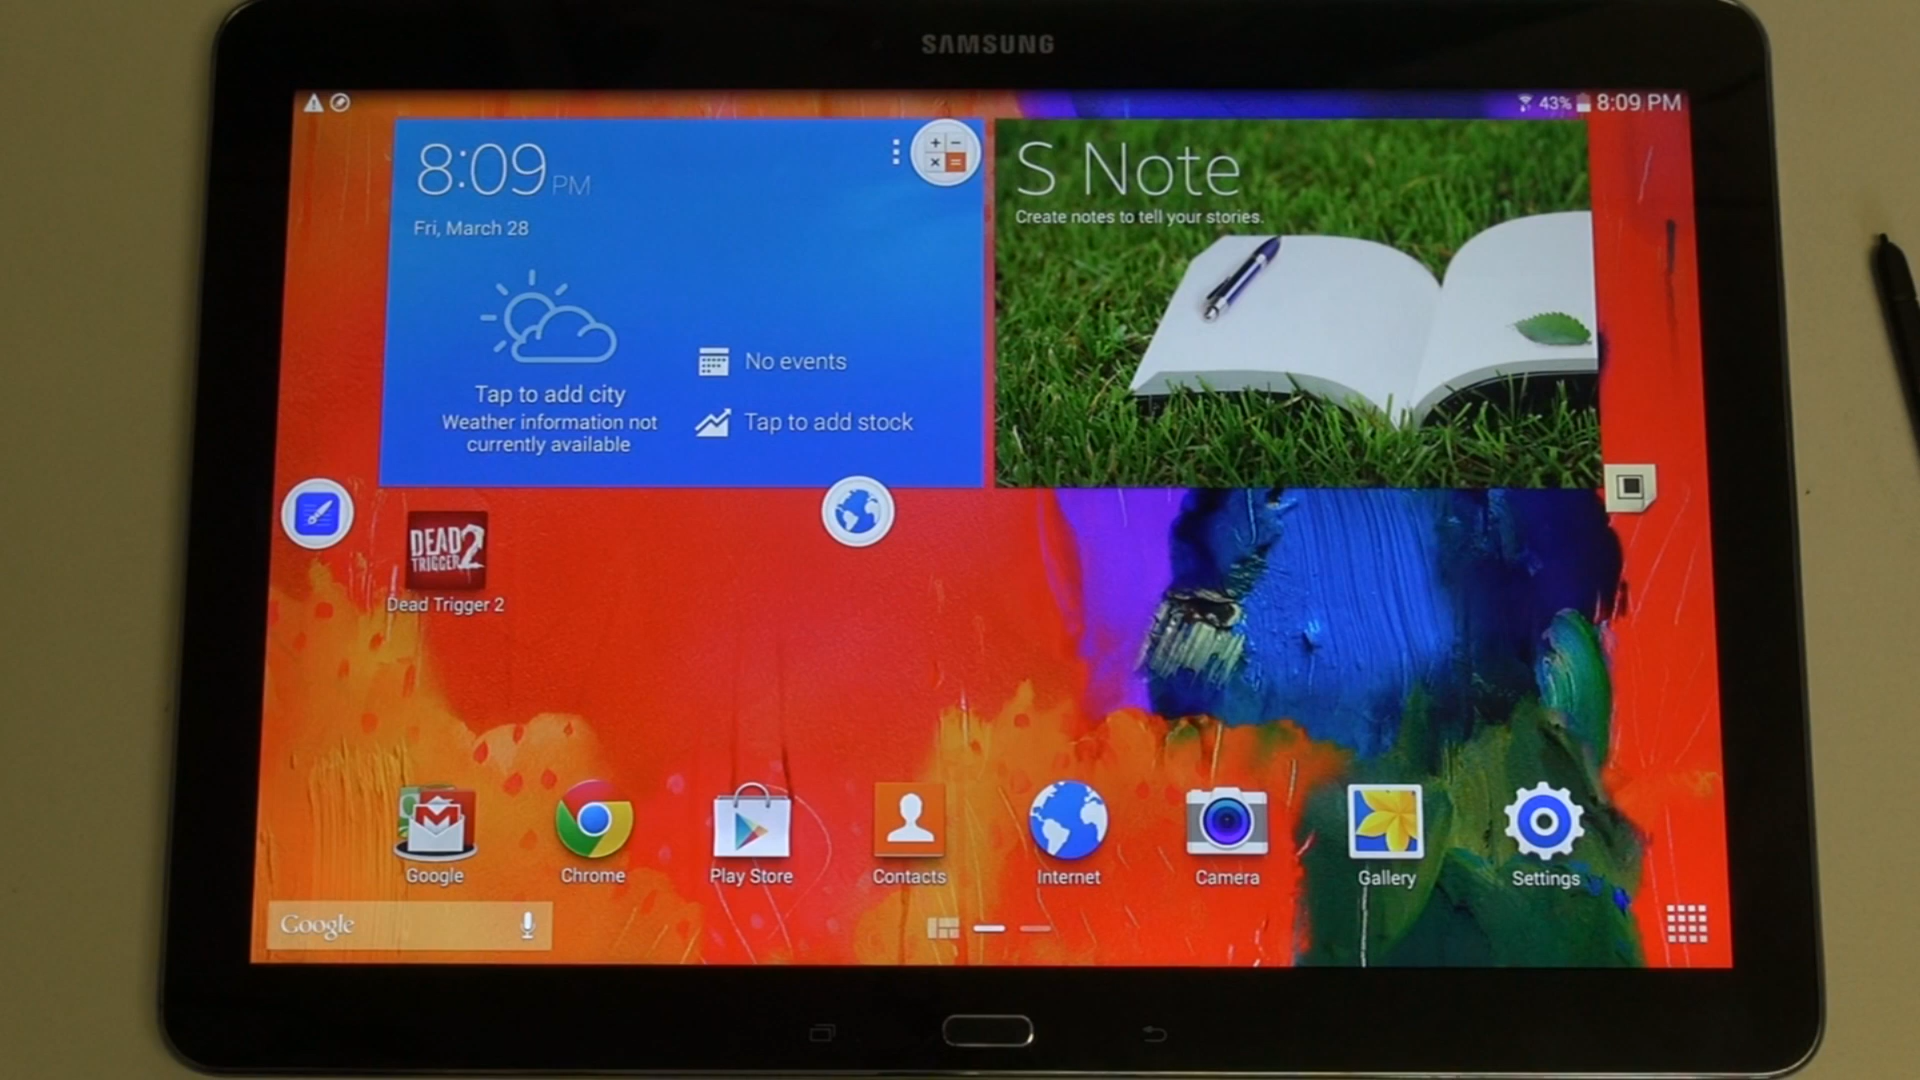 SAMSUNG
43% 8:09 PM
8:09 PM
Fri, March 28
Tap to add city
Weather information not
currently available
No events
Tap to add stock
+ −
× =
S Note
Create notes to tell your stories.
DEAD
TRIGGER 2
Dead Trigger 2
Google
Chrome
Play Store
Contacts
Internet
Camera
Gallery
Settings
Google